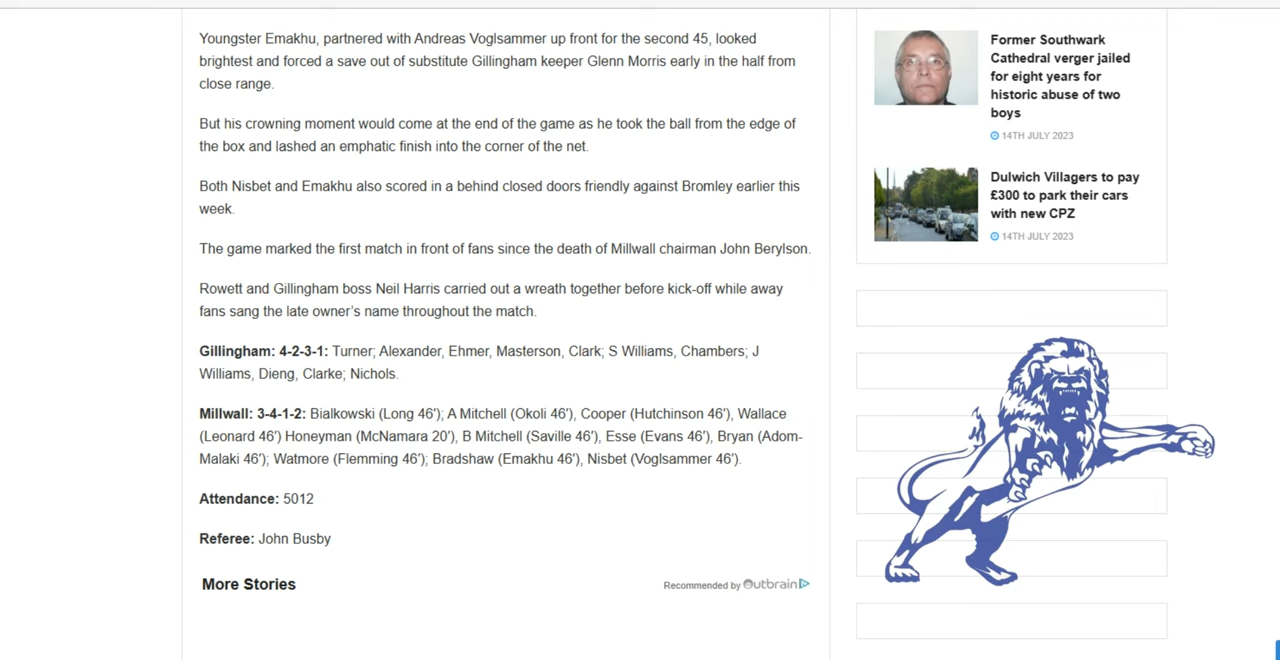 Youngster Emakhu, partnered with Andreas Voglsammer up front for the second 45, looked
brightest and forced a save out of substitute Gillingham keeper Glenn Morris early in the half from
close range.
But his crowning moment would come at the end of the game as he took the ball from the edge of
the box and lashed an emphatic finish into the corner of the net.
Both Nisbet and Emakhu also scored in a behind closed doors friendly against Bromley earlier this
week.
The game marked the first match in front of fans since the death of Millwall chairman John Berylson.
Rowett and Gillingham boss Neil Harris carried out a wreath together before kick-off while away
fans sang the late owner’s name throughout the match.
Gillingham: 4-2-3-1: Turner; Alexander, Ehmer, Masterson, Clark; S Williams, Chambers; J
Williams, Dieng, Clarke; Nichols.
Millwall: 3-4-1-2: Bialkowski (Long 46′); A Mitchell (Okoli 46′), Cooper (Hutchinson 46′), Wallace
(Leonard 46′) Honeyman (McNamara 20′), B Mitchell (Saville 46′), Esse (Evans 46′), Bryan (Adom-
Malaki 46′); Watmore (Flemming 46′); Bradshaw (Emakhu 46′), Nisbet (Voglsammer 46′).
Attendance: 5012
Referee: John Busby
More Stories
Recommended by Outbrain
Former Southwark
Cathedral verger jailed
for eight years for
historic abuse of two
boys
14TH JULY 2023
Dulwich Villagers to pay
£300 to park their cars
with new CPZ
14TH JULY 2023